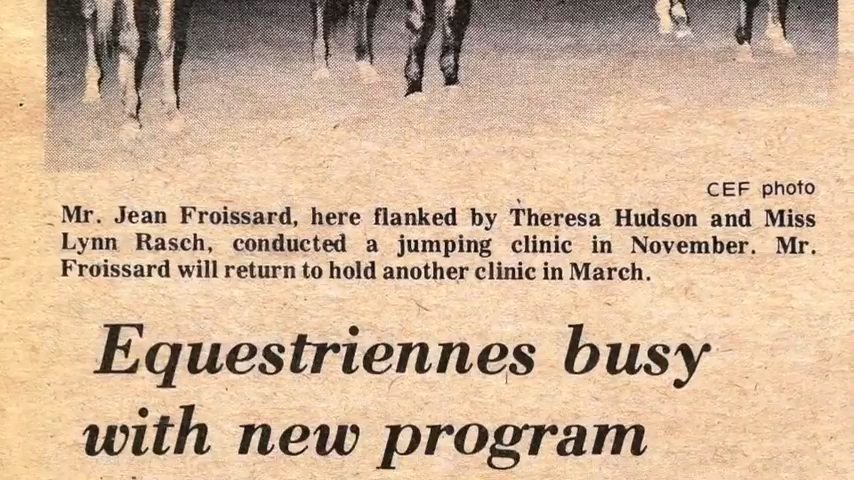 CEF photo
Mr. Jean Froissard, here flanked by Theresa Hudson and Miss
Lynn Rasch, conducted a jumping clinic in November. Mr.
Froissard will return to hold another clinic in March.
Equestriennes busy
with new program